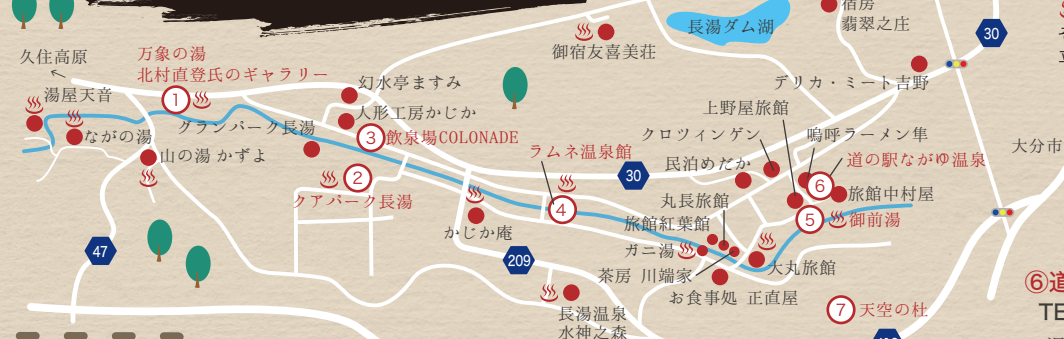 宿房
翡翠之庄
長湯ダム湖
30
御宿友喜美荘
久住高原
万象の湯
北村直登氏のギャラリー
デリカ・ミート吉野
湯屋天音
1
幻水亭ますみ
上野屋旅館
人形工房かじか
グランパーク長湯
ながの湯
3
飲泉場COLONADE
クロツィンゲン
嗚呼ラーメン隼
大分市
山の湯 かずよ
ラムネ温泉館
民泊めだか
道の駅ながゆ温泉
2
30
6
クアパーク長湯
丸長旅館
旅館中村屋
4
旅館紅葉館
5
御前湯
かじか庵
ガニ湯
47
209
茶房 川端家
大丸旅館
お食事処 正直屋
⑥道
長湯温泉
水神之森
7
天空の杜
TE